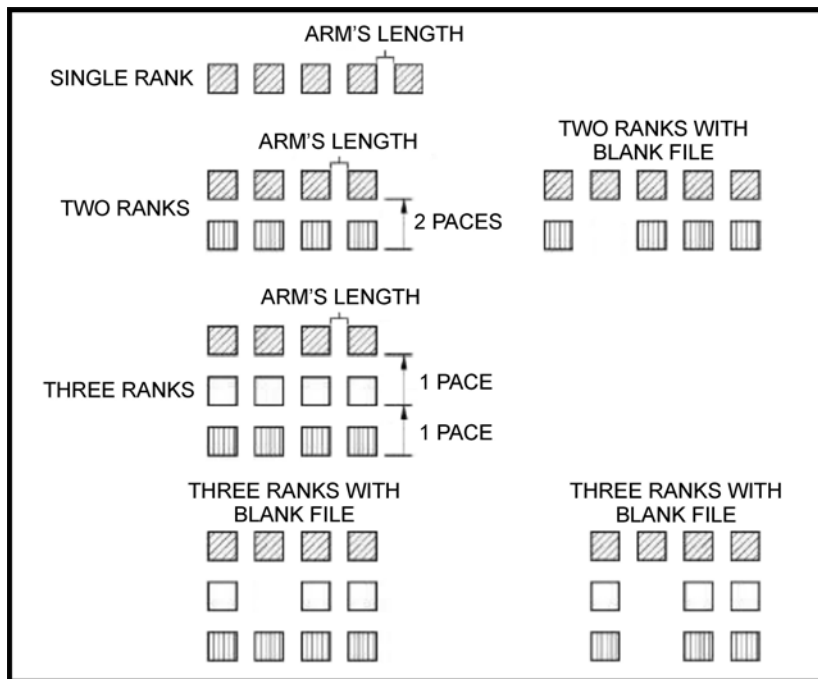 ARM'S LENGTH
SINGLE RANK
TWO RANKS WITH
BLANK FILE
ARM'S LENGTH
TWO RANKS
2 PACES
ARM'S LENGTH
THREE RANKS
1 PACE
1 PACE
THREE RANKS WITH
BLANK FILE
THREE RANKS WITH
BLANK FILE